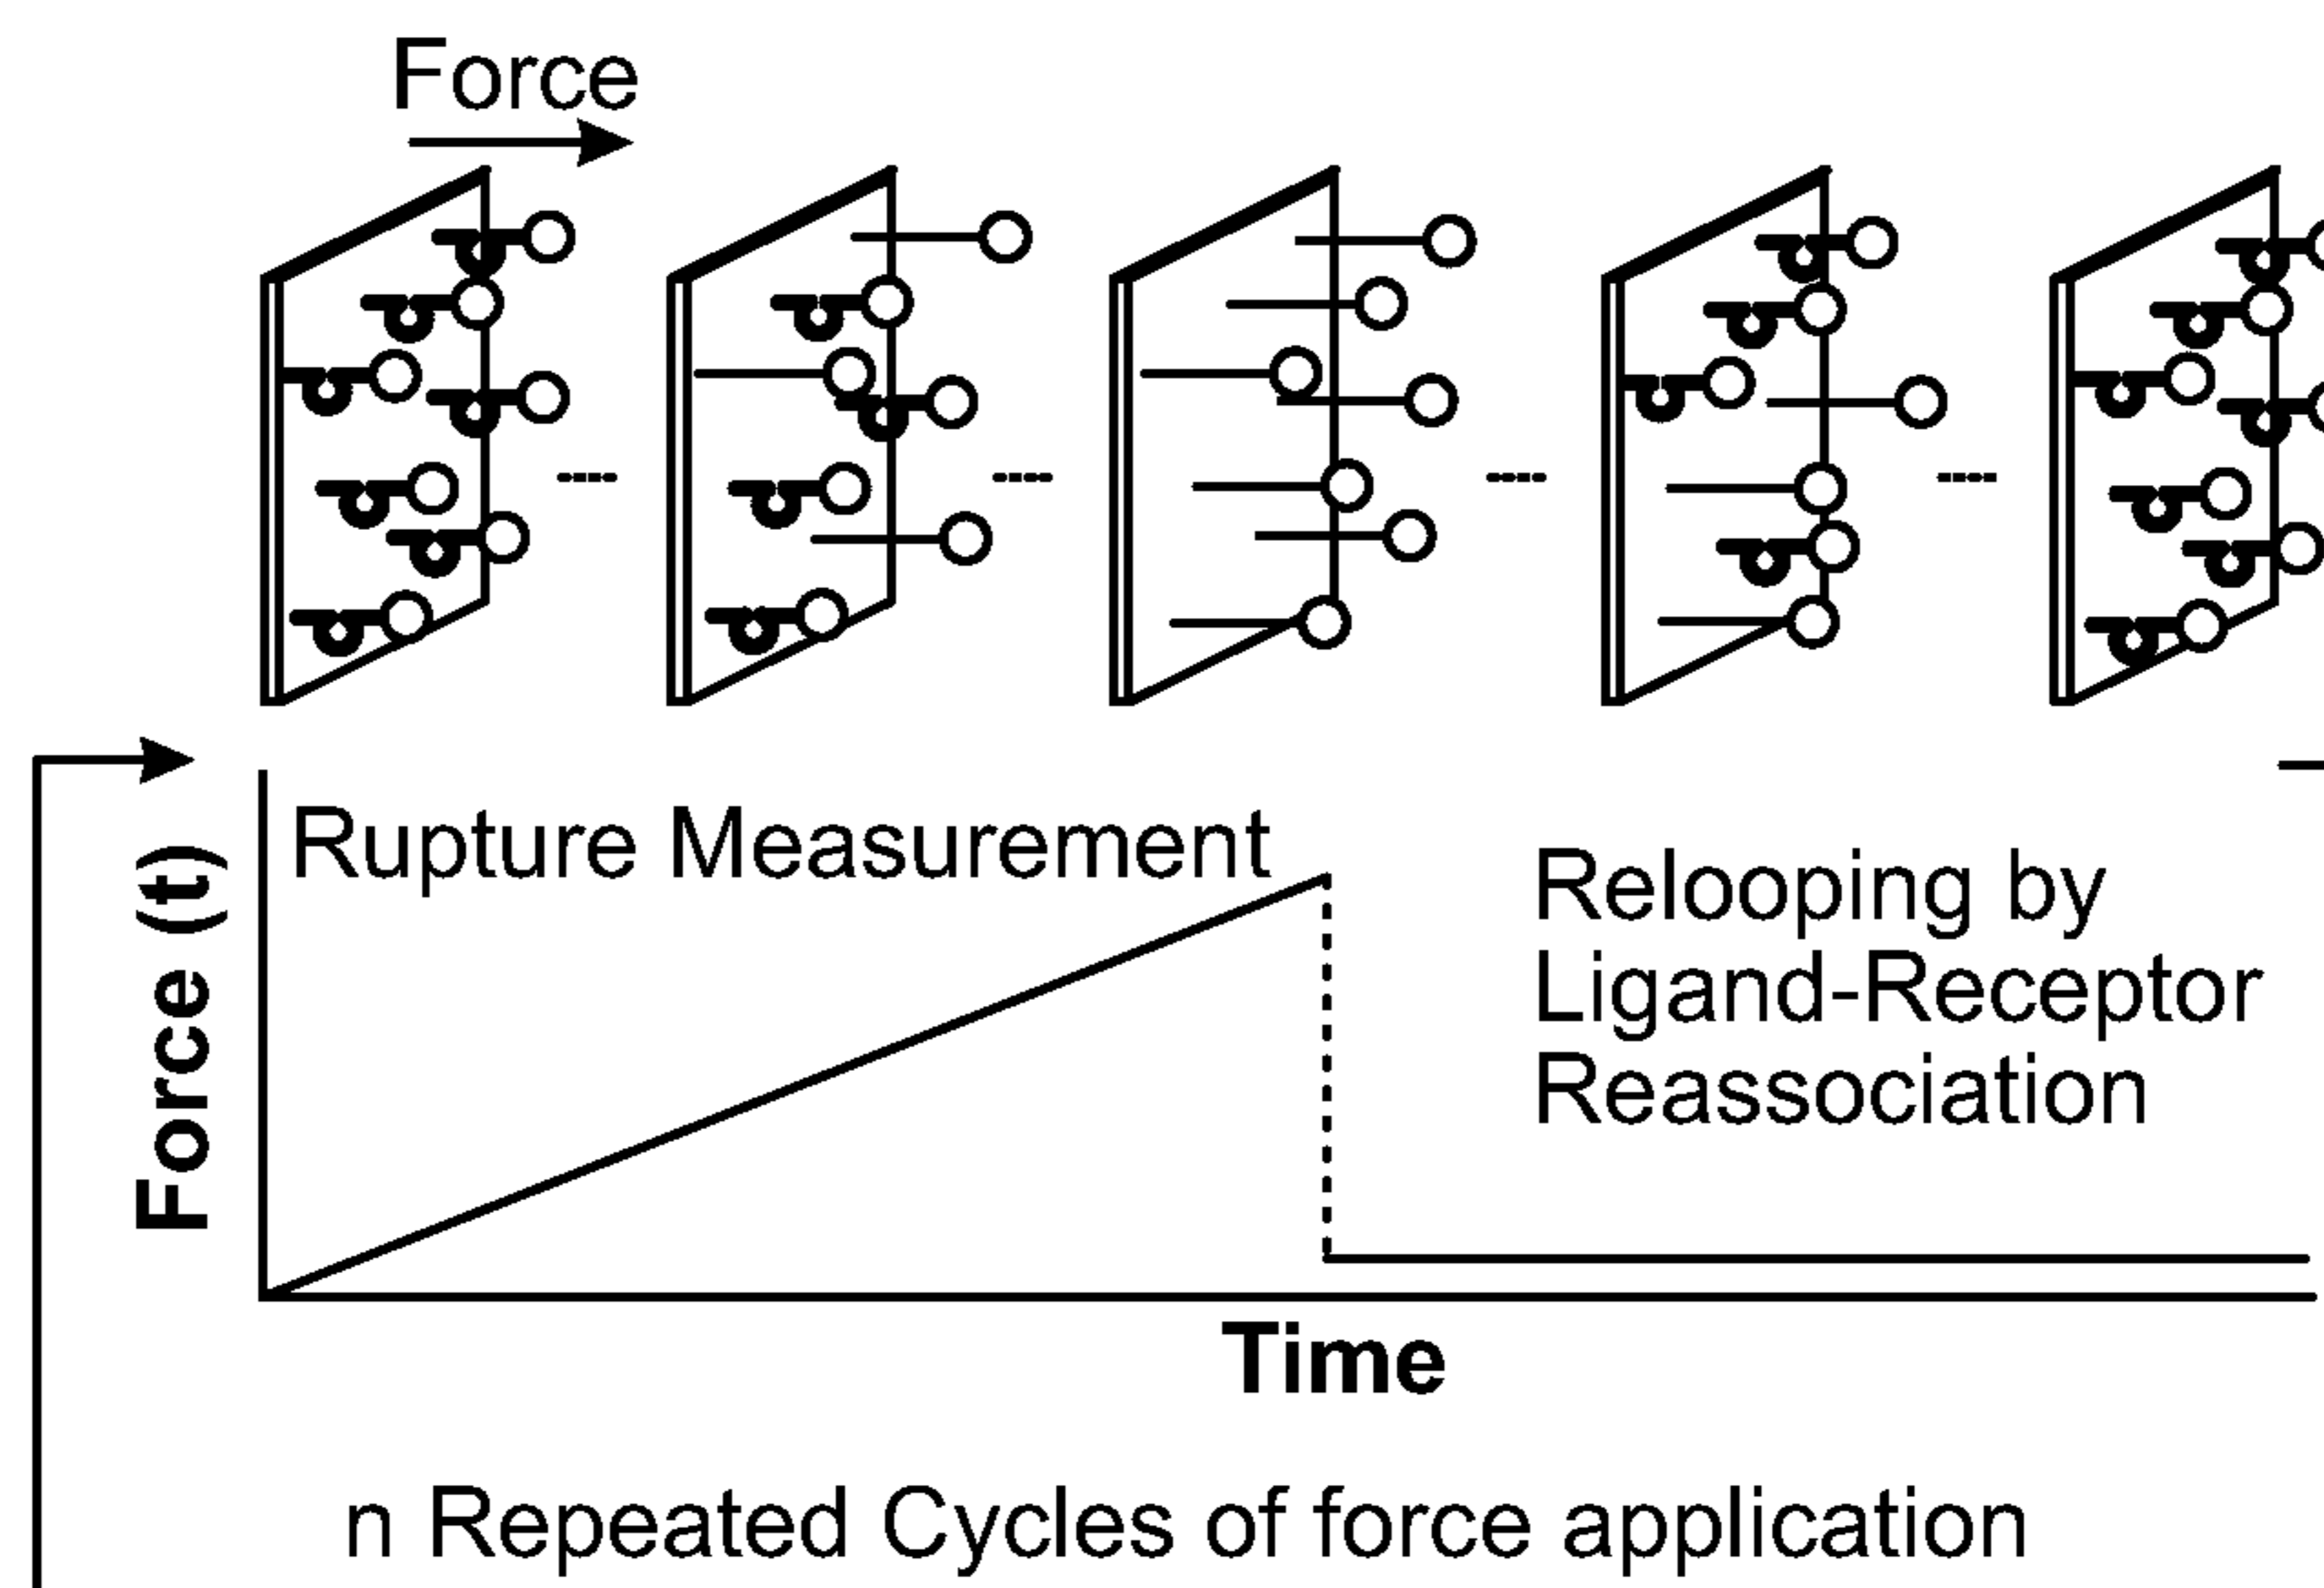 Force
Rupture Measurement
Relooping by
Ligand-Receptor
Reassociation
Force (t)
Time
n Repeated Cycles of force application